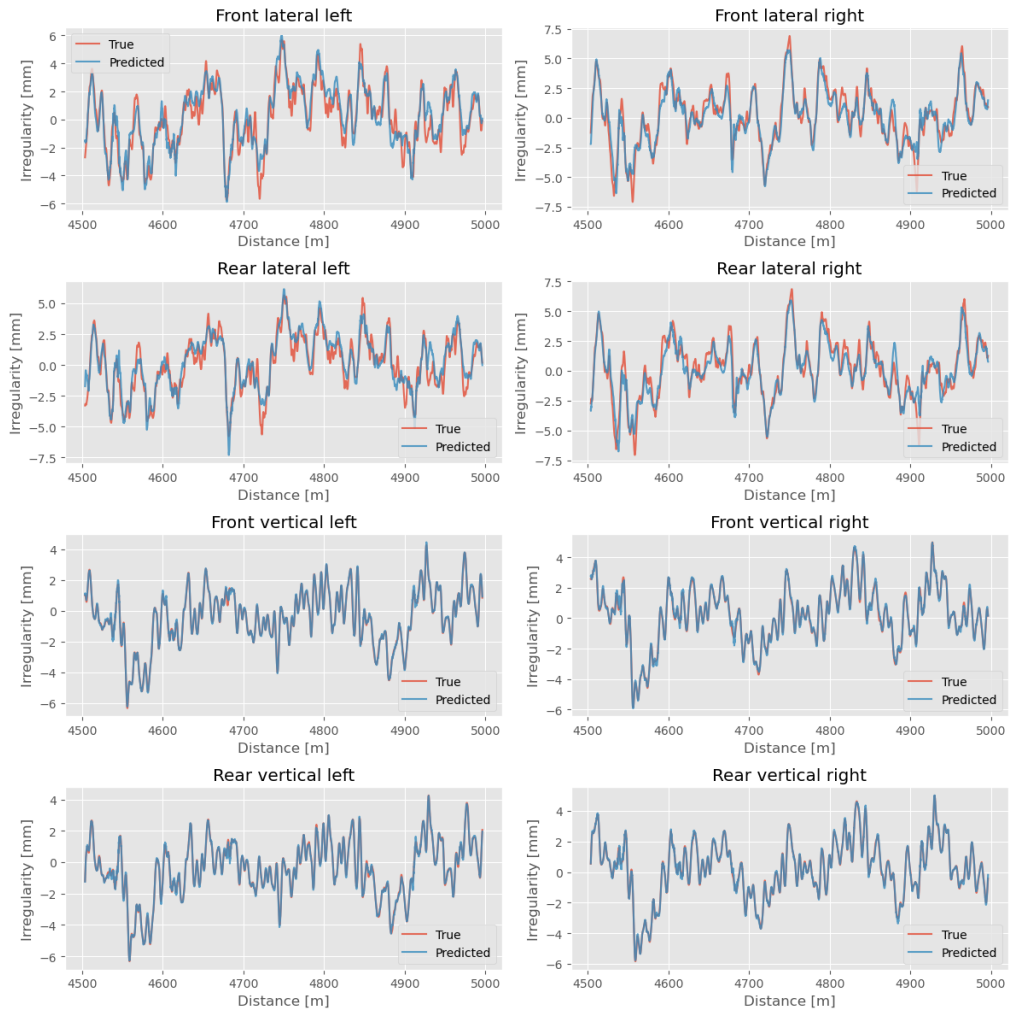 Front lateral left
Irregularity [mm]
6
4
2
0
−2
−4
−6
True
Predicted
4500 4600 4700 4800 4900 5000
Distance [m]
Front lateral right
Irregularity [mm]
7.5
5.0
2.5
0.0
−2.5
−5.0
−7.5
True
Predicted
4500 4600 4700 4800 4900 5000
Distance [m]
Rear lateral left
Irregularity [mm]
5.0
2.5
0.0
−2.5
−5.0
−7.5
True
Predicted
4500 4600 4700 4800 4900 5000
Distance [m]
Rear lateral right
Irregularity [mm]
7.5
5.0
2.5
0.0
−2.5
−5.0
−7.5
True
Predicted
4500 4600 4700 4800 4900 5000
Distance [m]
Front vertical left
Irregularity [mm]
4
2
0
−2
−4
−6
True
Predicted
4500 4600 4700 4800 4900 5000
Distance [m]
Front vertical right
Irregularity [mm]
4
2
0
−2
−4
−6
True
Predicted
4500 4600 4700 4800 4900 5000
Distance [m]
Rear vertical left
Irregularity [mm]
4
2
0
−2
−4
−6
True
Predicted
4500 4600 4700 4800 4900 5000
Distance [m]
Rear vertical right
Irregularity [mm]
4
2
0
−2
−4
−6
True
Predicted
4500 4600 4700 4800 4900 5000
Distance [m]